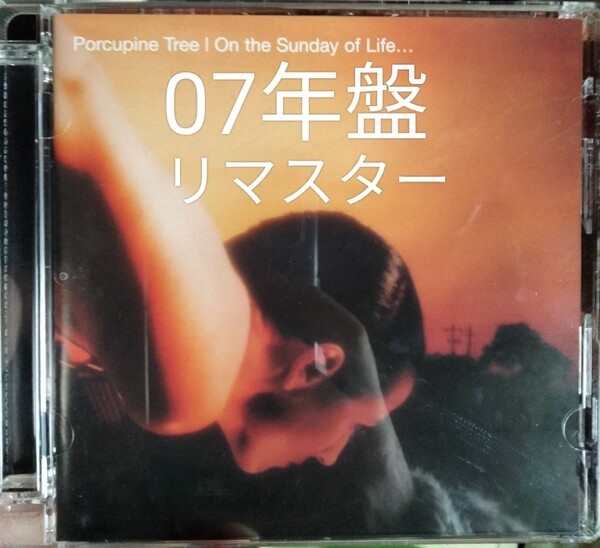 Porcupine Tree | On the Sunday of Life...
07年盤
リマスター